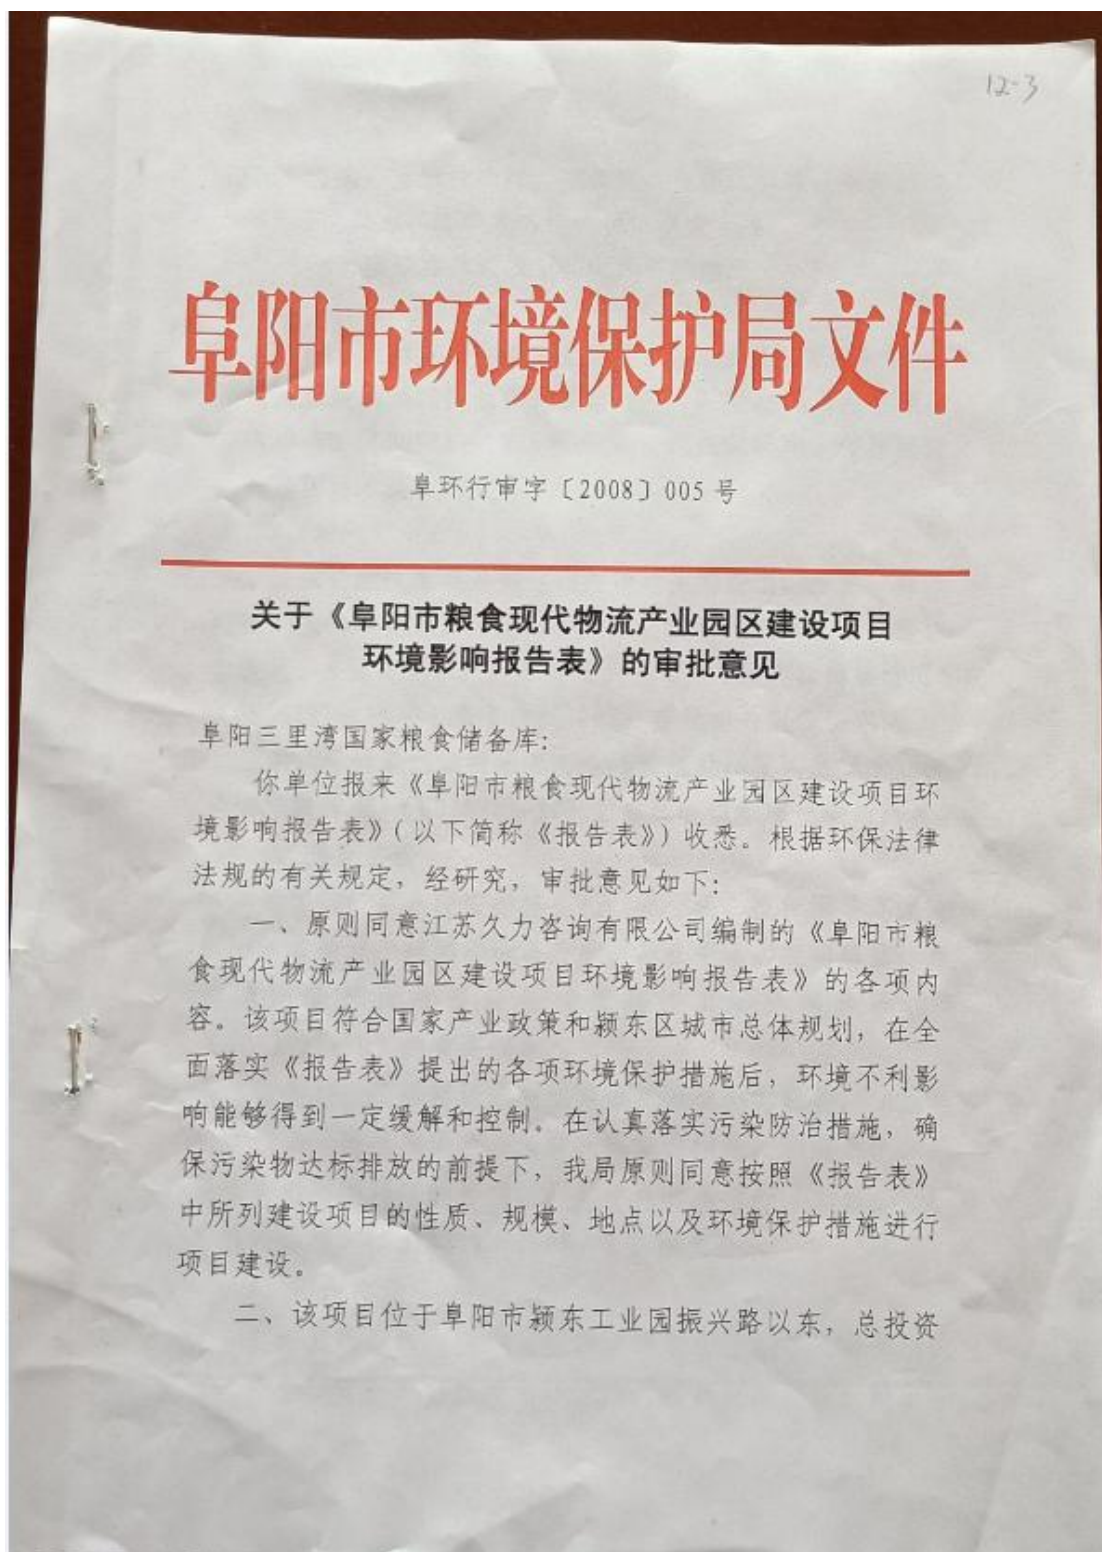 12-3
阜阳市环境保护局文件
阜环行审字〔2008〕005 号
关于《阜阳市粮食现代物流产业园区建设项目
环境影响报告表》的审批意见
阜阳三里湾国家粮食储备库:
你单位报来《阜阳市粮食现代物流产业园区建设项目环
境影响报告表》(以下简称《报告表》)收悉。根据环保法律
法规的有关规定，经研究，审批意见如下:
一、原则同意江苏久力咨询有限公司编制的《阜阳市粮
食现代物流产业园区建设项目环境影响报告表》的各项内
容。该项目符合国家产业政策和颍东区城市总体规划，在全
面落实《报告表》提出的各项环境保护措施后，环境不利影
响能够得到一定缓解和控制。在认真落实污染防治措施，确
保污染物达标排放的前提下，我局原则同意按照《报告表》
中所列建设项目的性质、规模、地点以及环境保护措施进行
项目建设。
二、该项目位于阜阳市颍东工业园振兴路以东，总投资